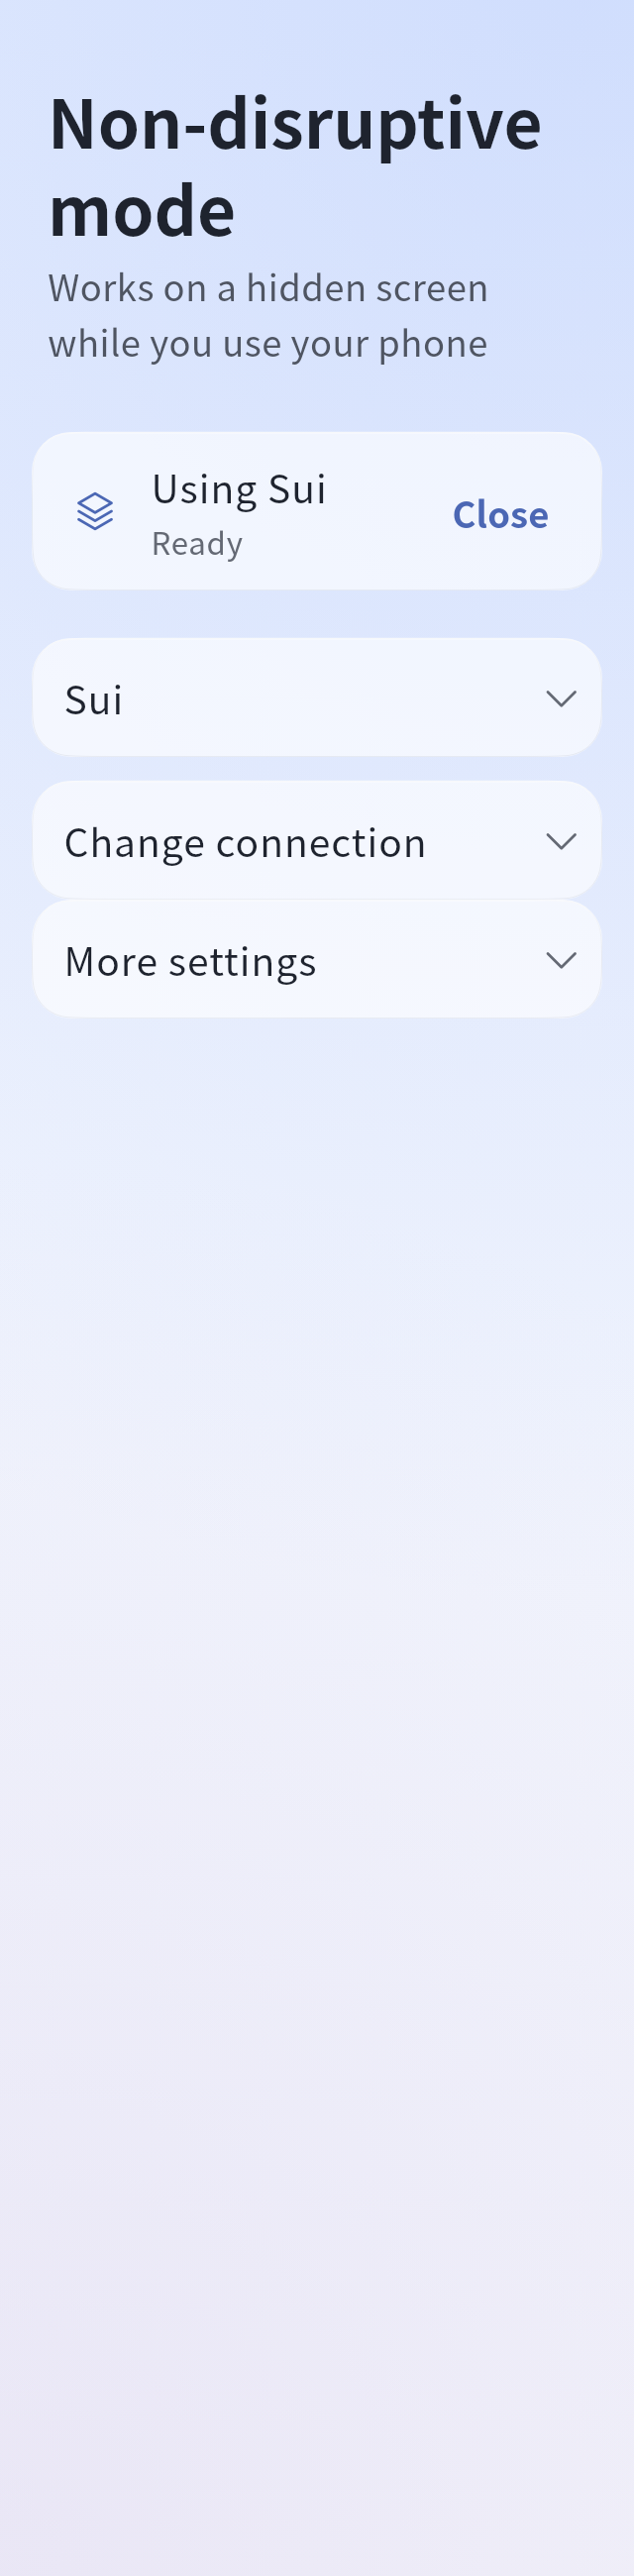 Non-disruptive
mode
Works on a hidden screen
while you use your phone
Using Sui
Ready
Close
Sui
Change connection
More settings